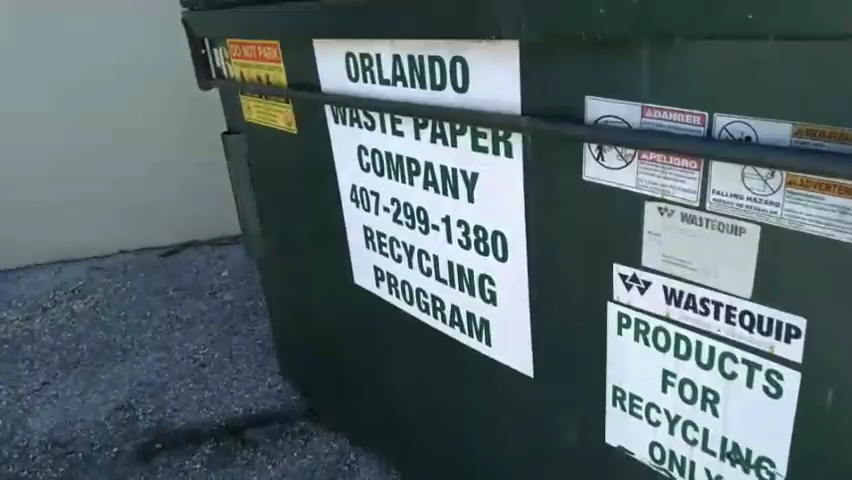 DO NOT PARK
ORLANDO
WASTE PAPER
COMPANY
407-299-1380
RECYCLING
PROGRAM
DANGER
PELIGRO
WARNING
FALLING HAZARD
WASTEQUIP
WASTEQUIP
PRODUCTS
FOR
RECYCLING
ONLY